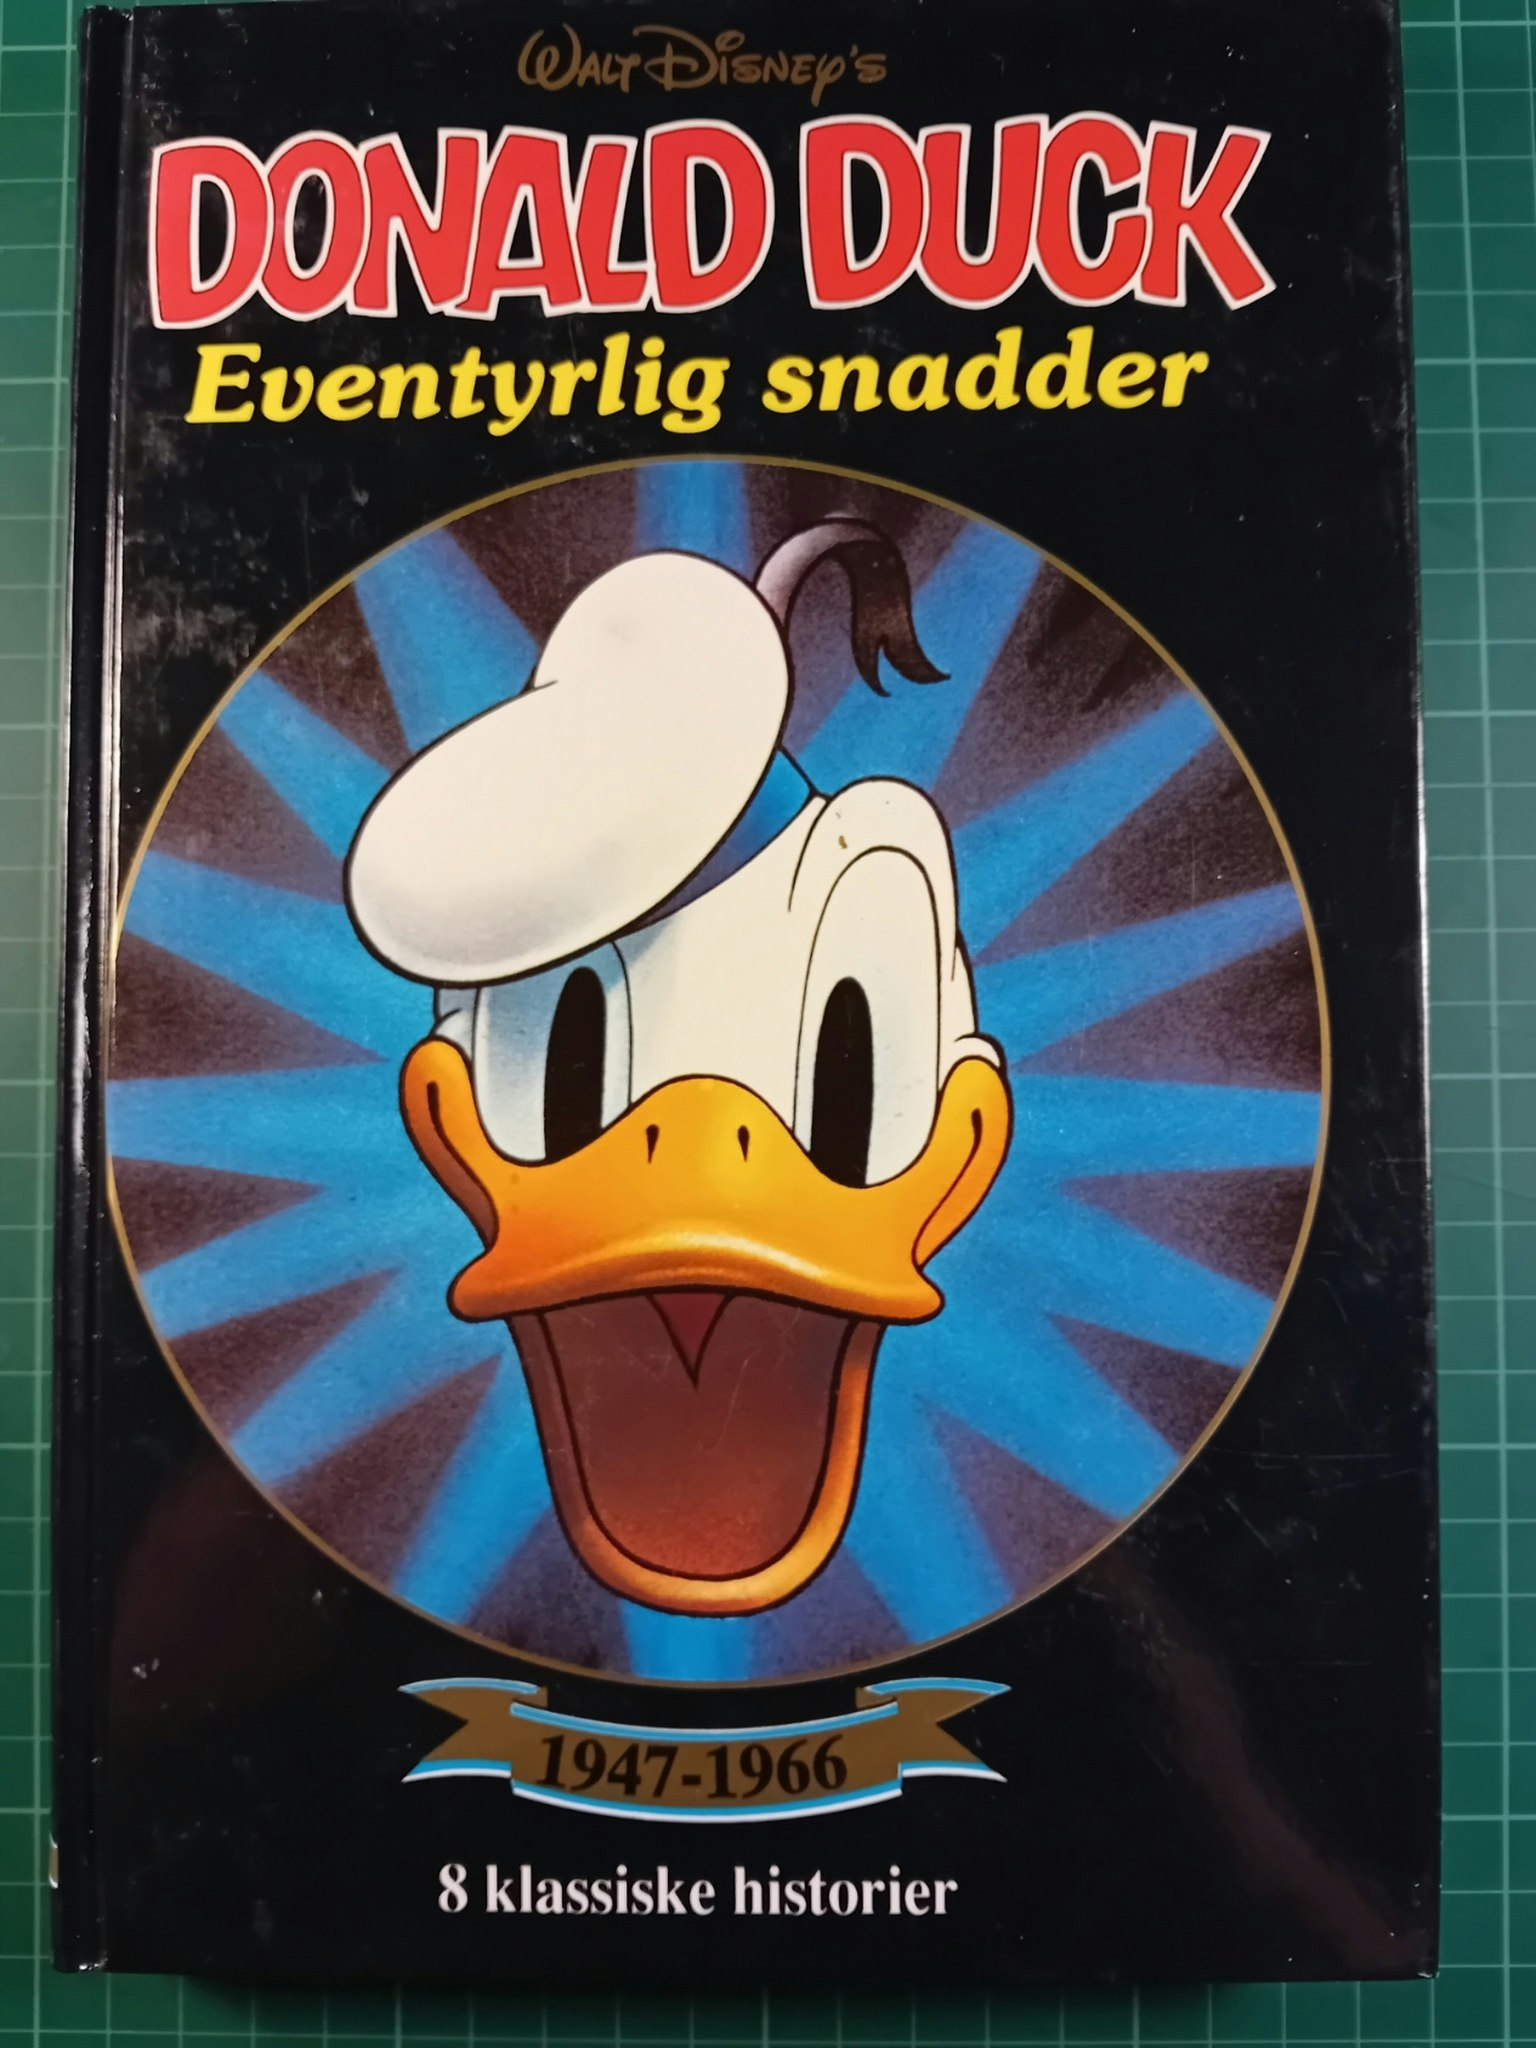 Walt Disney's
DONALD DUCK
Eventyrlig snadder
1947-1966
8 klassiske historier